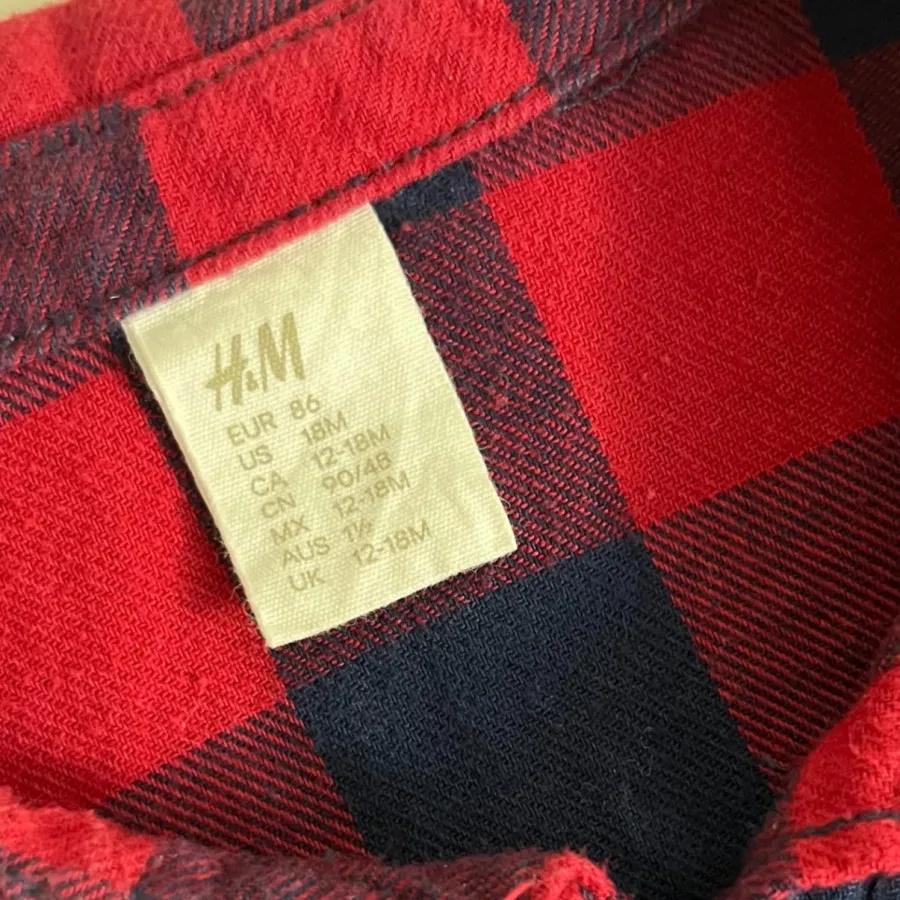 H&M
EUR 86
US 18M
CA 12-18M
CN 90/48
MX 12-18M
AUS 1½
UK 12-18M